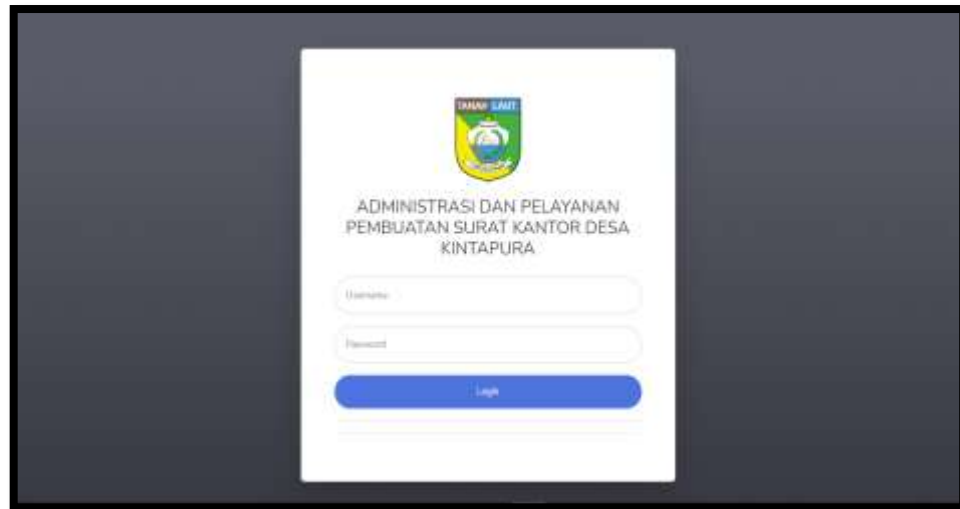 TANAH LAUT
ADMINISTRASI DAN PELAYANAN
PEMBUATAN SURAT KANTOR DESA
KINTAPURA
Username
Password
Login